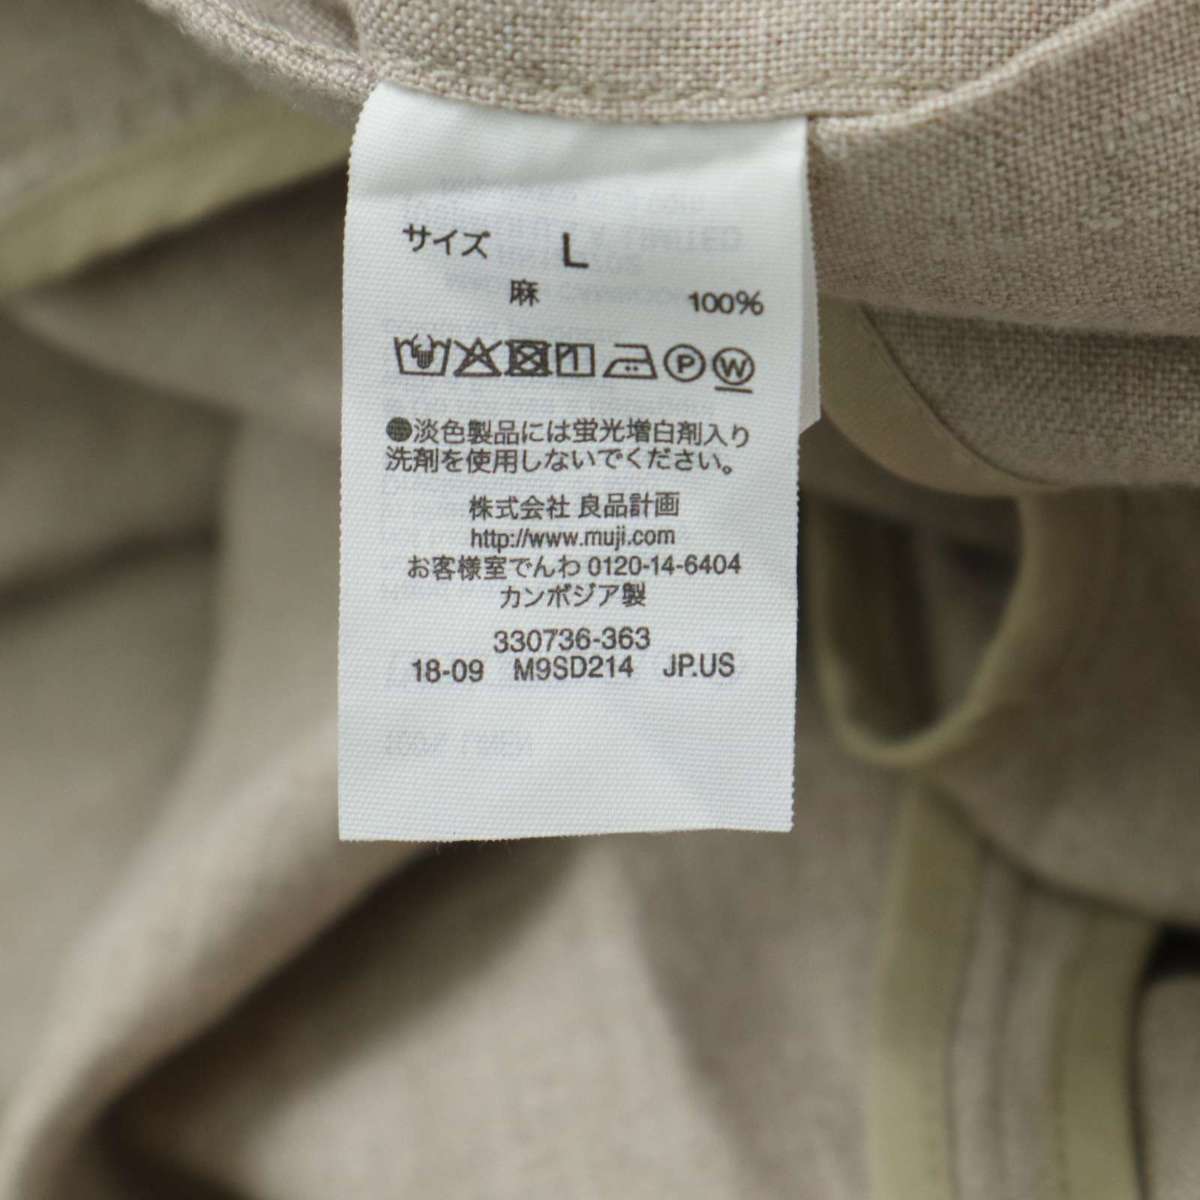 サイズ L
麻 100%
P W
●淡色製品には蛍光増白剤入り
洗剤を使用しないでください。
株式会社 良品計画
http://www.muji.com
お客様室でんわ 0120-14-6404
カンボジア製
330736-363
18-09 M9SD214 JP.US